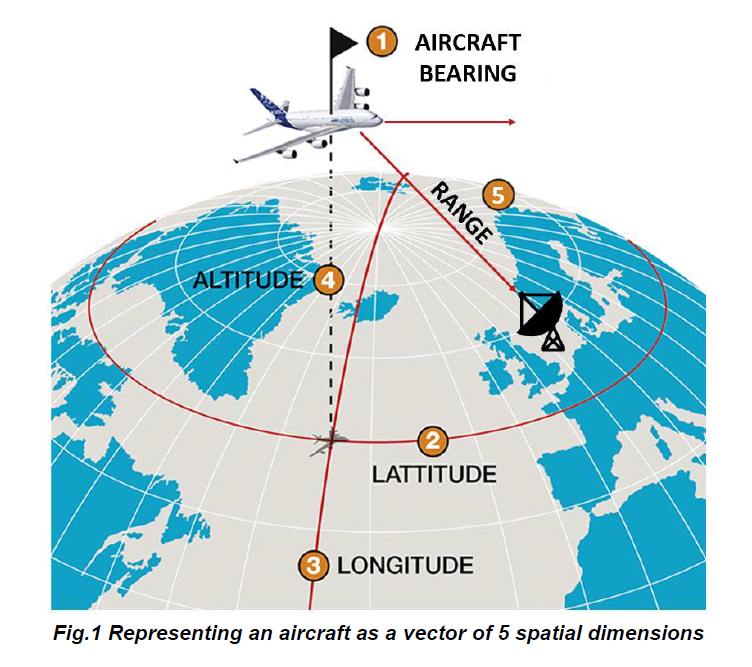 1 AIRCRAFT
BEARING
5
RANGE
ALTITUDE 4
2
LATTITUDE
3 LONGITUDE
Fig.1 Representing an aircraft as a vector of 5 spatial dimensions